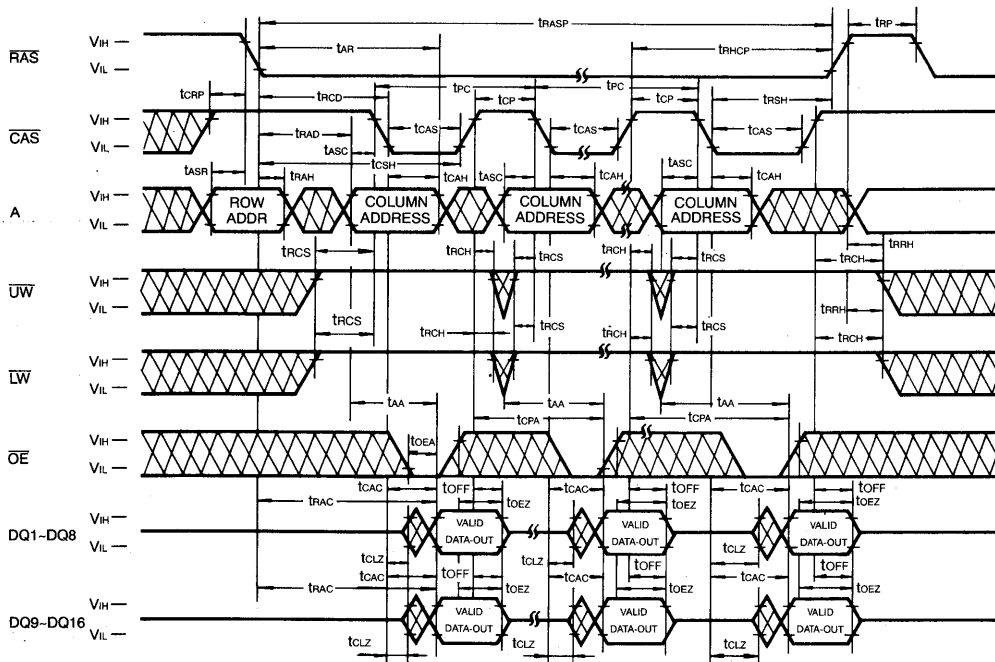 tRASP tRP
tAR tRHCP
RAS VIH
VIL
tCRP tRCD tPC tCP tPC tCP tRSH
CAS VIH
VIL
tRAD tCAS tCAS tCAS
tASC tCSH
tASR tRAH tCAH tASC tCAH tASC tCAH
A VIH
VIL
ROW ADDR
COLUMN ADDRESS
COLUMN ADDRESS
COLUMN ADDRESS
tRCS tRCH tRCS tRCH tRCS tRCH tRRH
UW VIH
VIL
tRCS tRCH tRCS tRCH tRCS tRRH
tRCH
LW VIH
VIL
tAA tAA tAA
tCPA tCPA
OE VIH
VIL
tOEA
tCAC tOFF tCAC tOFF tCAC tOFF
tRAC tOEZ tOEZ tOEZ
DQ1~DQ8 VIH
VIL
VALID DATA-OUT
VALID DATA-OUT
VALID DATA-OUT
tCLZ tCLZ tCLZ
tCAC tOFF tCAC tOFF tCAC tOFF
tRAC tOEZ tOEZ tOEZ
DQ9~DQ16 VIH
VIL
VALID DATA-OUT
VALID DATA-OUT
VALID DATA-OUT
tCLZ tCLZ tCLZ